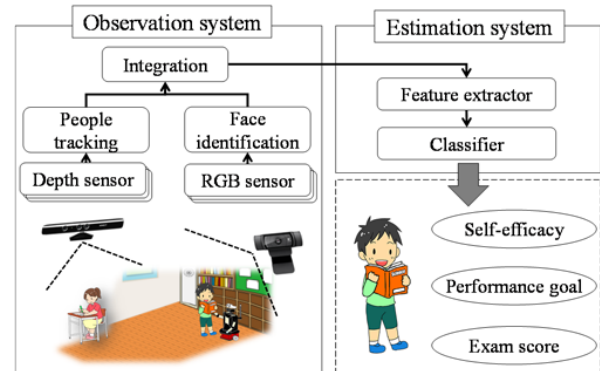 Observation system
Integration
People
tracking
Face
identification
Depth sensor
RGB sensor
Estimation system
Feature extractor
Classifier
Self-efficacy
Performance goal
Exam score